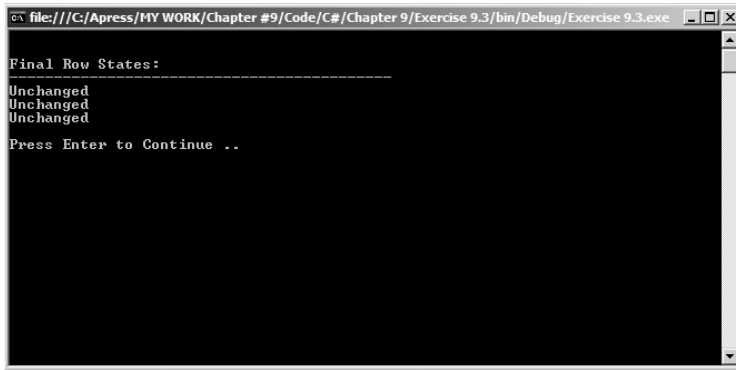 file:///C:/Apress/MY WORK/Chapter #9/Code/C#/Chapter 9/Exercise 9.3/bin/Debug/Exercise 9.3.exe
Final Row States:
-------------------------------------------
Unchanged
Unchanged
Unchanged
Press Enter to Continue ..